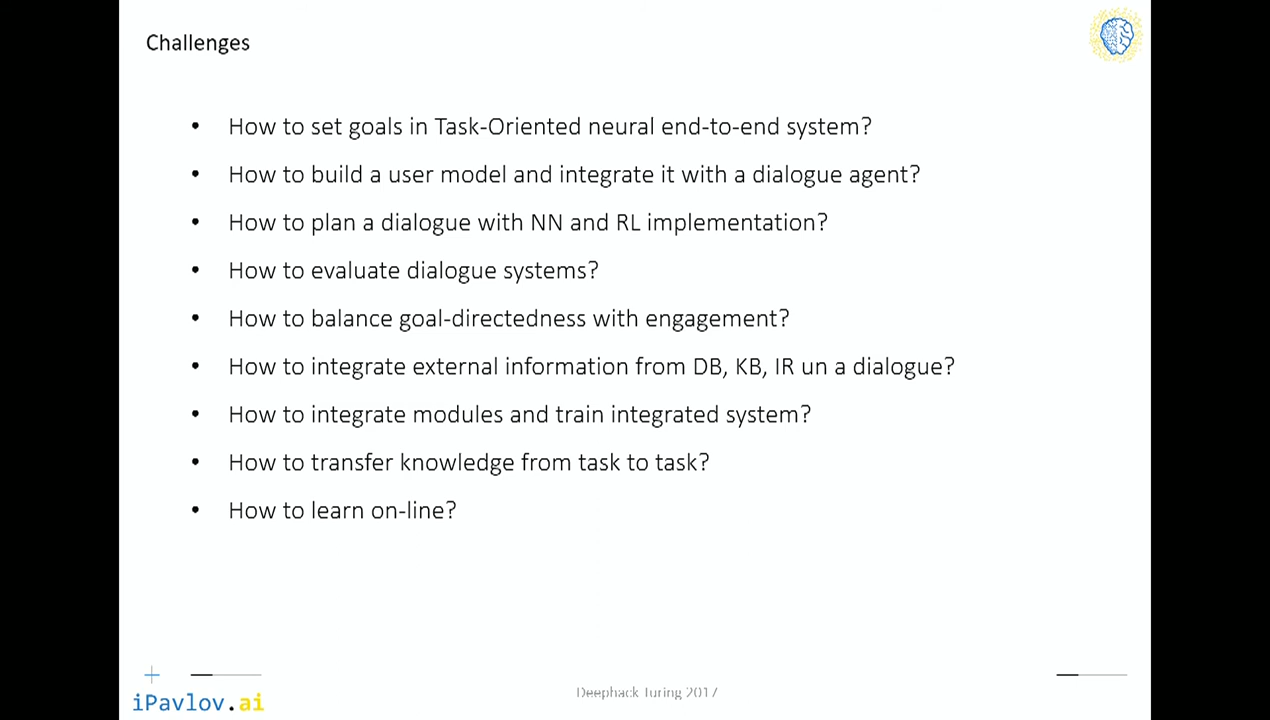 Challenges
• How to set goals in Task-Oriented neural end-to-end system?
• How to build a user model and integrate it with a dialogue agent?
• How to plan a dialogue with NN and RL implementation?
• How to evaluate dialogue systems?
• How to balance goal-directedness with engagement?
• How to integrate external information from DB, KB, IR un a dialogue?
• How to integrate modules and train integrated system?
• How to transfer knowledge from task to task?
• How to learn on-line?
iPavlov.ai
Deephack Turing 2017